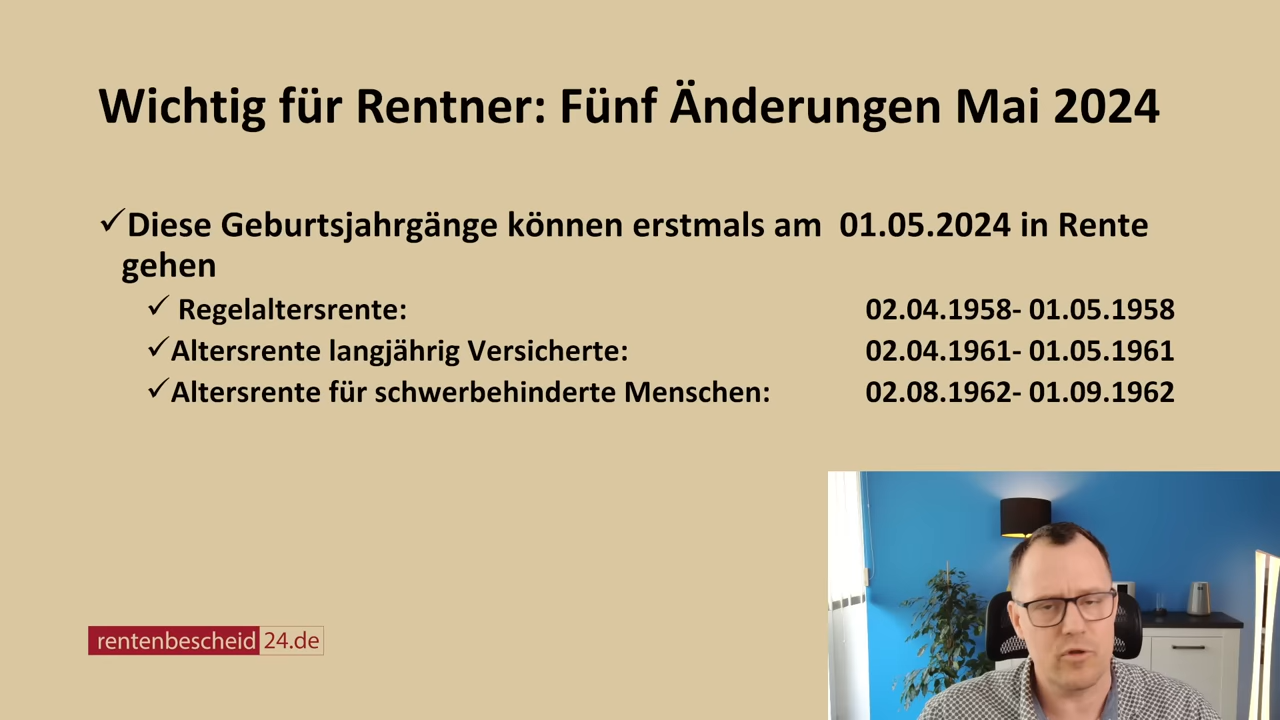 Wichtig für Rentner: Fünf Änderungen Mai 2024
✓Diese Geburtsjahrgänge können erstmals am 01.05.2024 in Rente
gehen
✓ Regelaltersrente: 02.04.1958- 01.05.1958
✓Altersrente langjährig Versicherte: 02.04.1961- 01.05.1961
✓Altersrente für schwerbehinderte Menschen: 02.08.1962- 01.09.1962
rentenbescheid 24.de